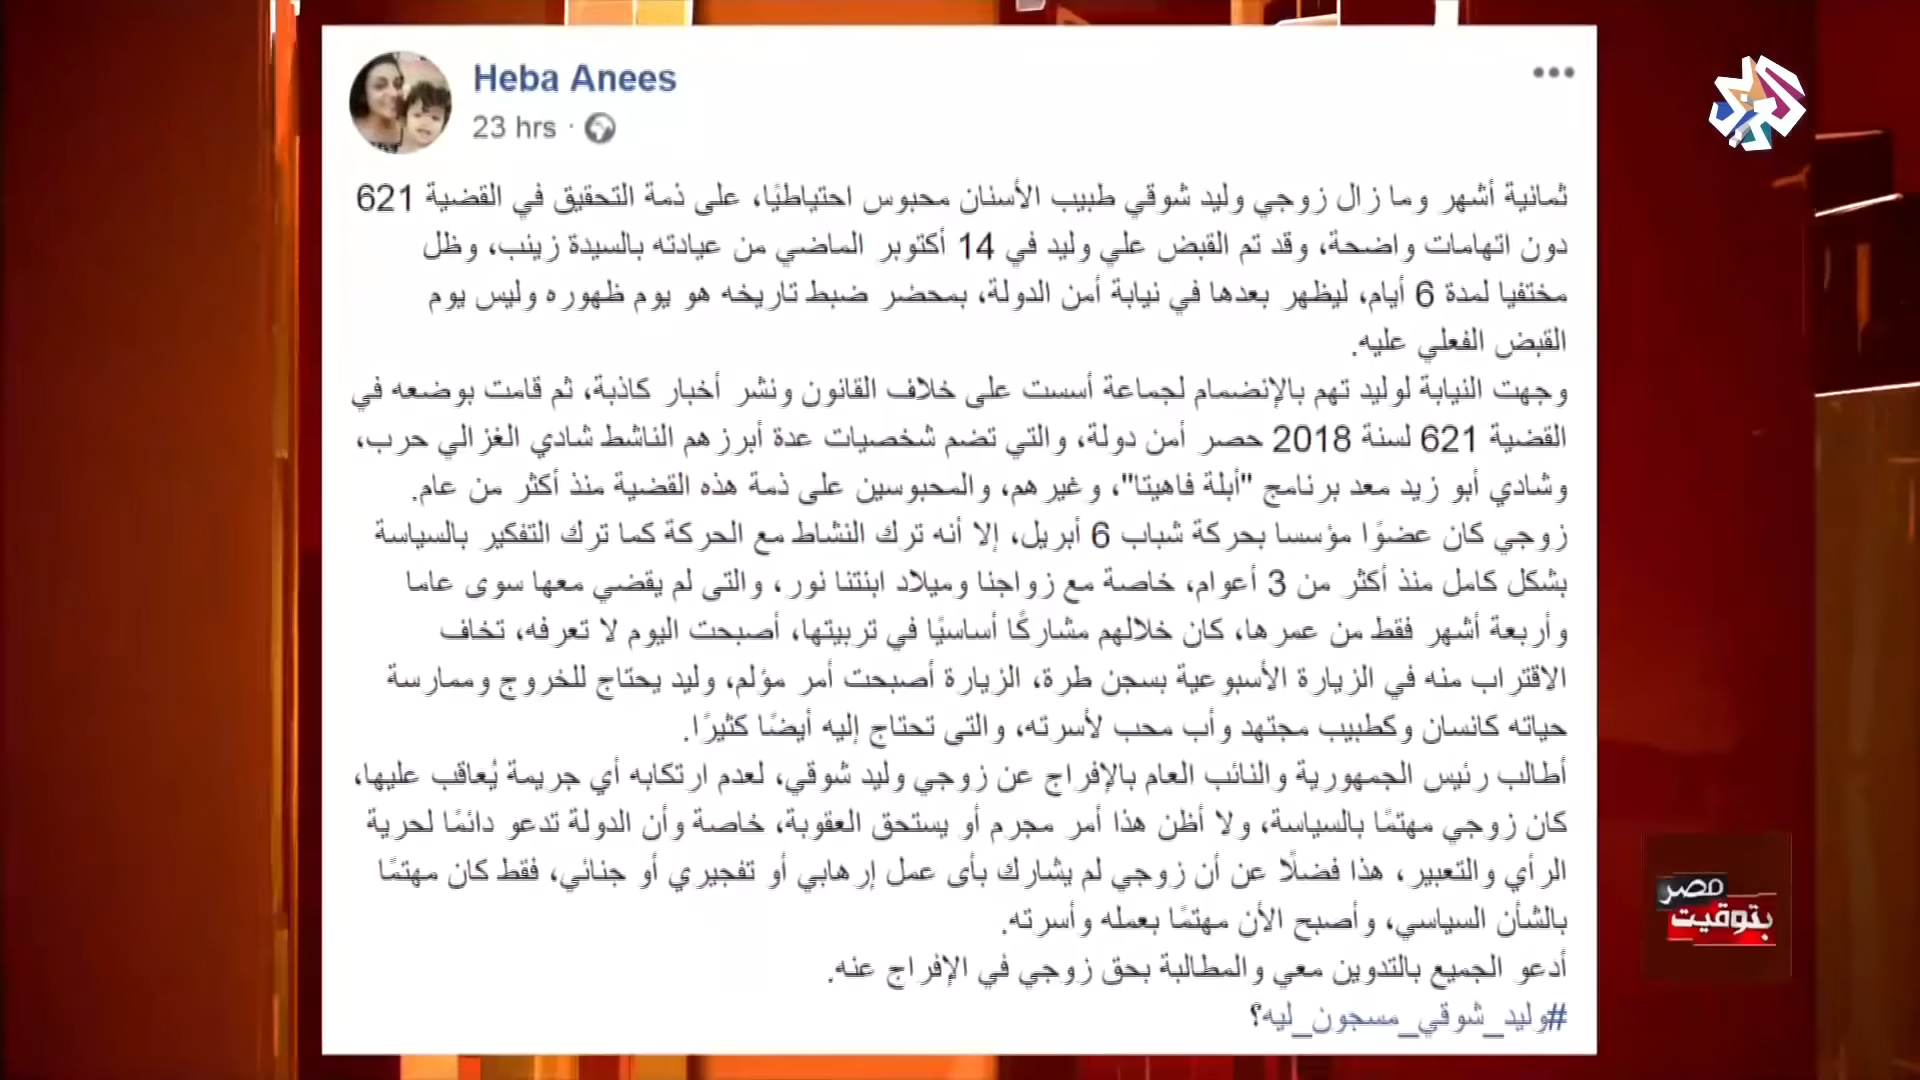 Heba Anees
23 hrs ·
ثمانية أشهر وما زال زوجي وليد شوقي طبيب الأسنان محبوس احتياطيًا، على ذمة التحقيق في القضية 621
دون اتهامات واضحة، وقد تم القبض علي وليد في 14 أكتوبر الماضي من عيادته بالسيدة زينب، وظل
مختفيا لمدة 6 أيام، ليظهر بعدها في نيابة أمن الدولة، بمحضر ضبط تاريخه هو يوم ظهوره وليس يوم
القبض الفعلي عليه.
وجهت النيابة لوليد تهم بالإنضمام لجماعة أسست على خلاف القانون ونشر أخبار كاذبة، ثم قامت بوضعه في
القضية 621 لسنة 2018 حصر أمن دولة، والتي تضم شخصيات عدة أبرزهم الناشط شادي الغزالي حرب،
وشادي أبو زيد معد برنامج "أبلة فاهيتا"، وغيرهم، والمحبوسين على ذمة هذه القضية منذ أكثر من عام.
زوجي كان عضوًا مؤسسا بحركة شباب 6 أبريل، إلا أنه ترك النشاط مع الحركة كما ترك التفكير بالسياسة
بشكل كامل منذ أكثر من 3 أعوام، خاصة مع زواجنا وميلاد ابنتنا نور، والتى لم يقضي معها سوى عاما
وأربعة أشهر فقط من عمرها، كان خلالهم مشاركًا أساسيًا في تربيتها، أصبحت اليوم لا تعرفه، تخاف
الاقتراب منه في الزيارة الأسبوعية بسجن طرة، الزيارة أصبحت أمر مؤلم، وليد يحتاج للخروج وممارسة
حياته كانسان وكطبيب مجتهد وأب محب لأسرته، والتى تحتاج إليه أيضًا كثيرًا.
أطالب رئيس الجمهورية والنائب العام بالإفراج عن زوجي وليد شوقي، لعدم ارتكابه أي جريمة يُعاقب عليها،
كان زوجي مهتمًا بالسياسة، ولا أظن هذا أمر مجرم أو يستحق العقوبة، خاصة وأن الدولة تدعو دائمًا لحرية
الرأي والتعبير، هذا فضلًا عن أن زوجي لم يشارك بأى عمل إرهابي أو تفجيري أو جنائي، فقط كان مهتمًا
بالشأن السياسي، وأصبح الأن مهتمًا بعمله وأسرته.
أدعو الجميع بالتدوين معي والمطالبة بحق زوجي في الإفراج عنه.
#وليد_شوقي_مسجون_ليه؟
مصر
بتوقيت